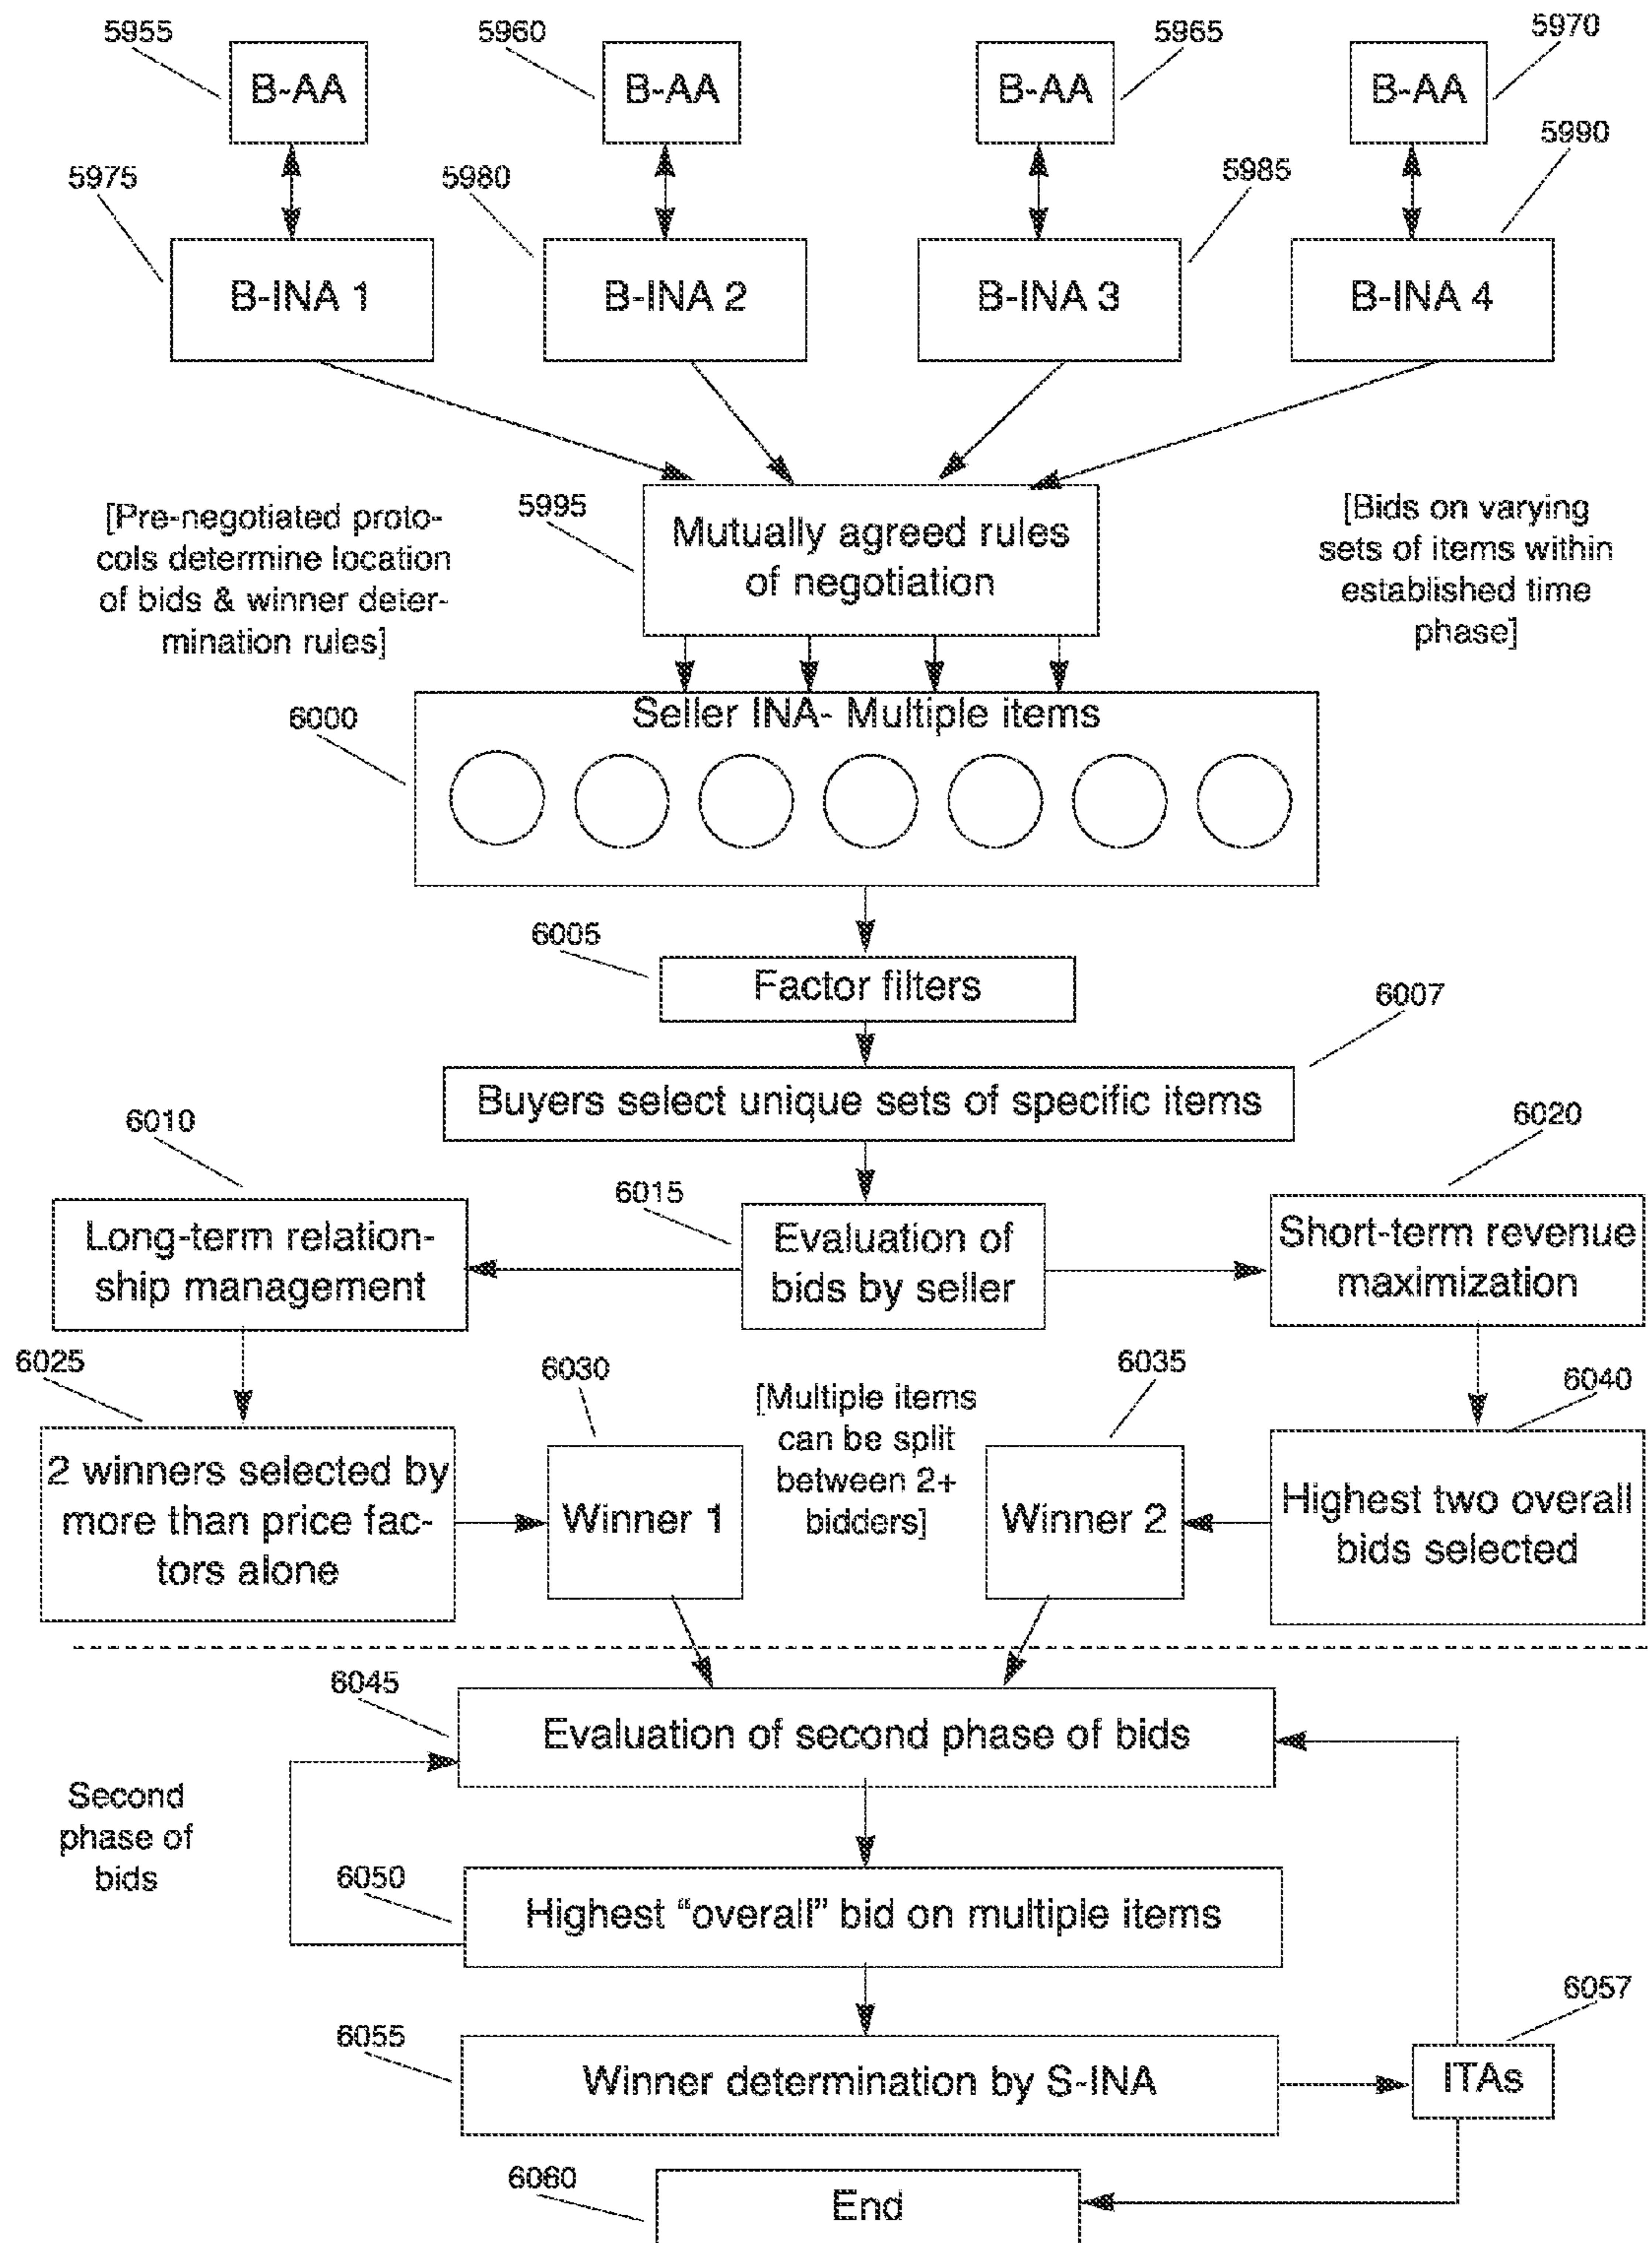 5955
5960
5965
5970
B-AA
B-AA
B-AA
B-AA
5975
5980
5985
5990
B-INA 1
B-INA 2
B-INA 3
B-INA 4
5995
[Pre-negotiated proto-
cols determine location
of bids & winner deter-
mination rules]
Mutually agreed rules
of negotiation
[Bids on varying
sets of items within
established time
phase]
6000
Seller INA- Multiple items
6005
Factor filters
6007
Buyers select unique sets of specific items
6010
6015
6020
Long-term relation-
ship management
Evaluation of
bids by seller
Short-term revenue
maximization
6025
6030
6035
6040
2 winners selected by
more than price fac-
tors alone
Winner 1
[Multiple items
can be split
between 2+
bidders]
Winner 2
Highest two overall
bids selected
6045
Evaluation of second phase of bids
Second
phase of
bids
6050
Highest “overall” bid on multiple items
6055
Winner determination by S-INA
6057
ITAs
6060
End